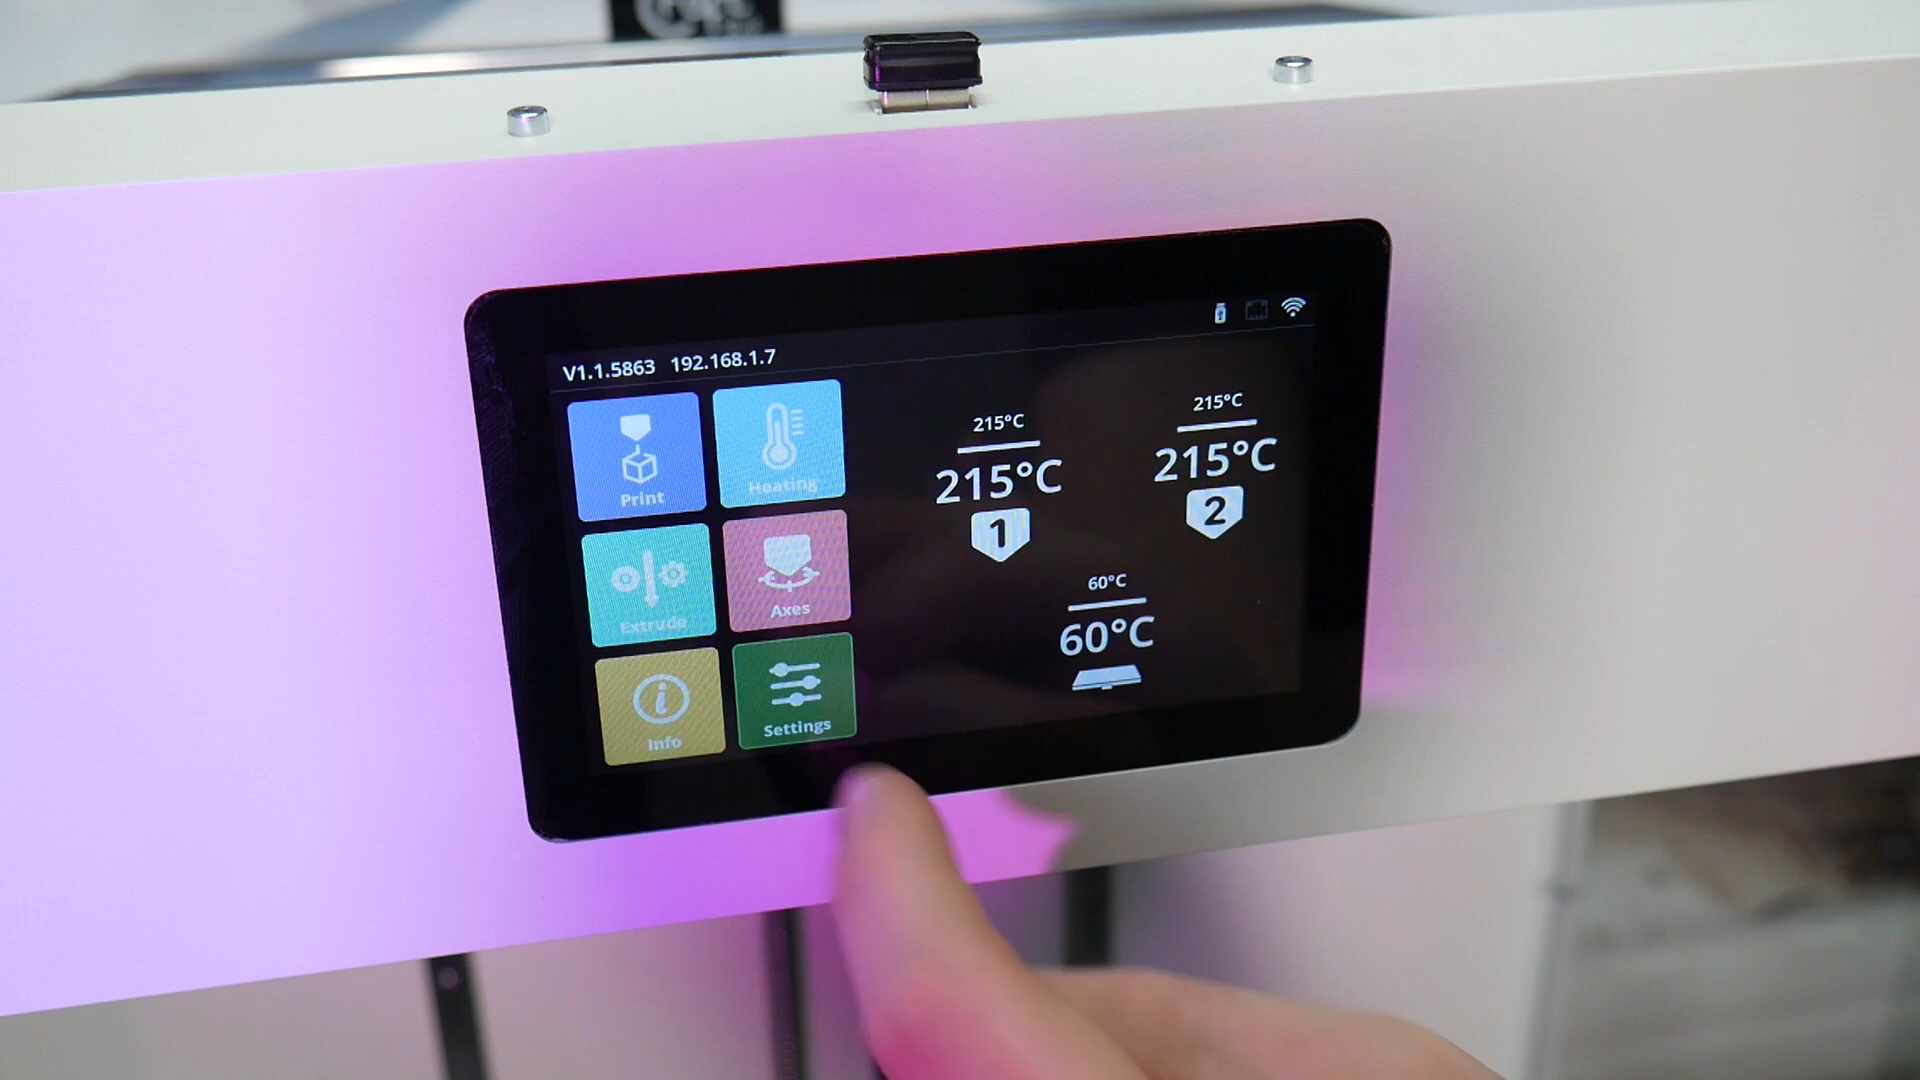 V1.1.5863 192.168.1.7
Print
Heating
Extrude
Axes
Info
Settings
215°C
215°C
1
215°C
215°C
2
60°C
60°C